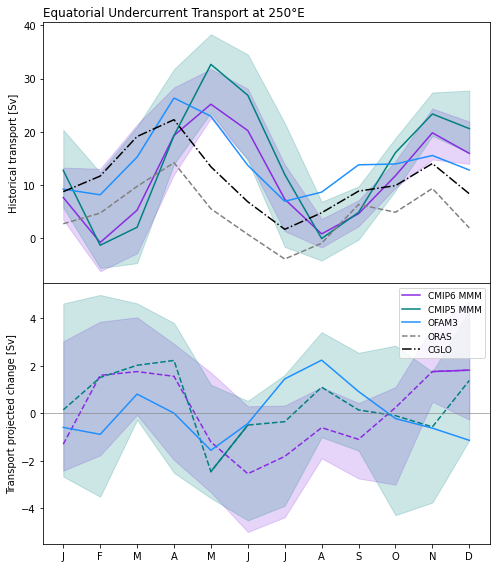 Equatorial Undercurrent Transport at 250°E
Historical transport [Sv]
40
30
20
10
0
Transport projected change [Sv]
4
2
0
−2
−4
CMIP6 MMM
CMIP5 MMM
OFAM3
ORAS
CGLO
J F M A M J J A S O N D